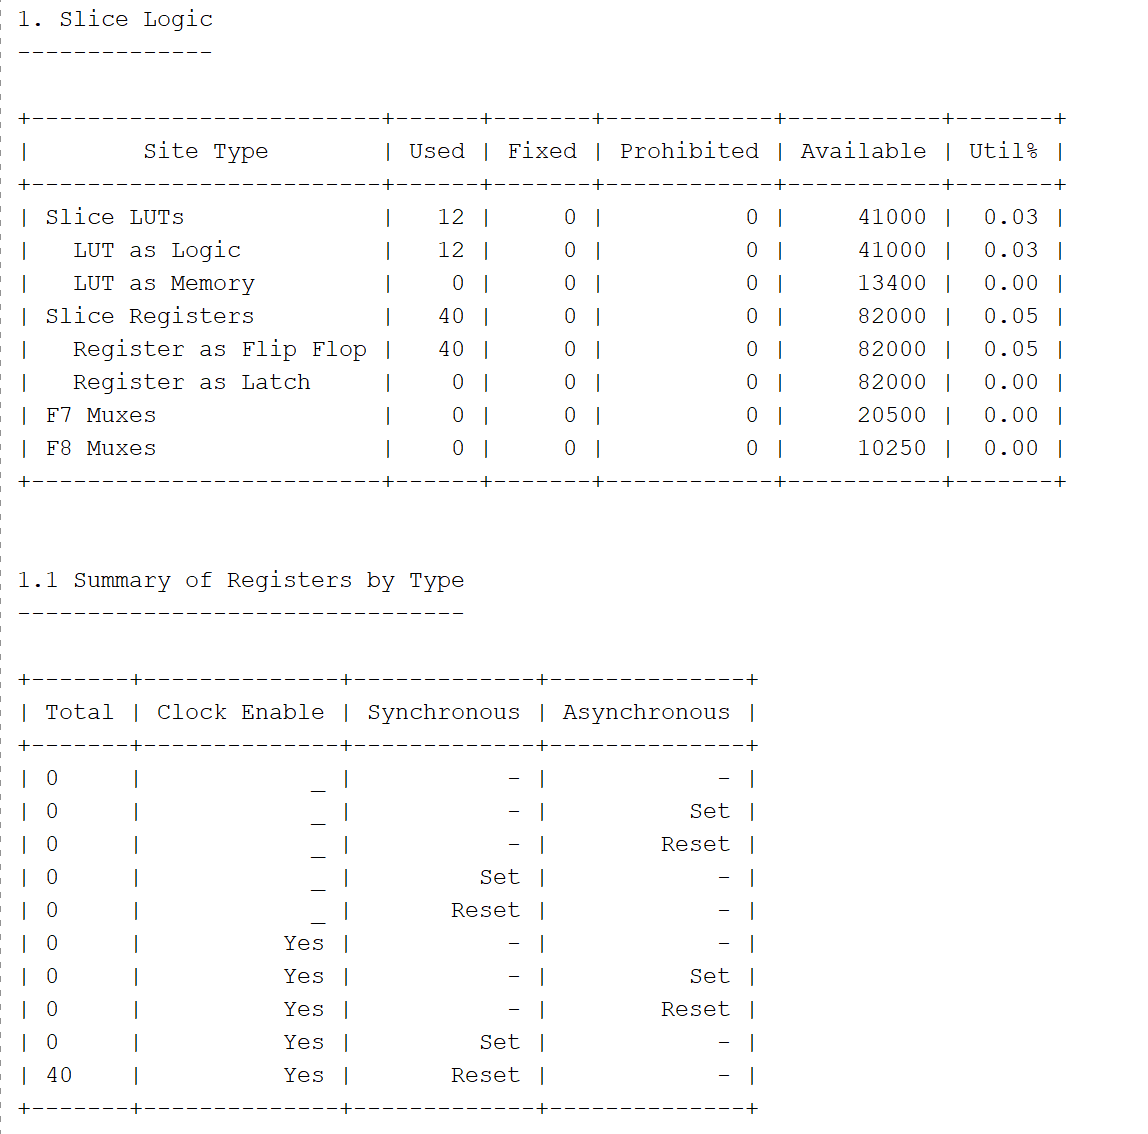 1. Slice Logic
--------------
+-------------------------+------+-------+------------+-----------+-------+
|        Site Type        | Used | Fixed | Prohibited | Available | Util% |
+-------------------------+------+-------+------------+-----------+-------+
| Slice LUTs              |   12 |     0 |          0 |     41000 |  0.03 |
|   LUT as Logic          |   12 |     0 |          0 |     41000 |  0.03 |
|   LUT as Memory         |    0 |     0 |          0 |     13400 |  0.00 |
| Slice Registers         |   40 |     0 |          0 |     82000 |  0.05 |
|   Register as Flip Flop |   40 |     0 |          0 |     82000 |  0.05 |
|   Register as Latch     |    0 |     0 |          0 |     82000 |  0.00 |
| F7 Muxes                |    0 |     0 |          0 |     20500 |  0.00 |
| F8 Muxes                |    0 |     0 |          0 |     10250 |  0.00 |
+-------------------------+------+-------+------------+-----------+-------+
1.1 Summary of Registers by Type
--------------------------------
+-------+--------------+-------------+--------------+
| Total | Clock Enable | Synchronous | Asynchronous |
+-------+--------------+-------------+--------------+
| 0     |            _ |           - |            - |
| 0     |            _ |           - |          Set |
| 0     |            _ |           - |        Reset |
| 0     |            _ |         Set |            - |
| 0     |            _ |       Reset |            - |
| 0     |          Yes |           - |            - |
| 0     |          Yes |           - |          Set |
| 0     |          Yes |           - |        Reset |
| 0     |          Yes |         Set |            - |
| 40    |          Yes |       Reset |            - |
+-------+--------------+-------------+--------------+